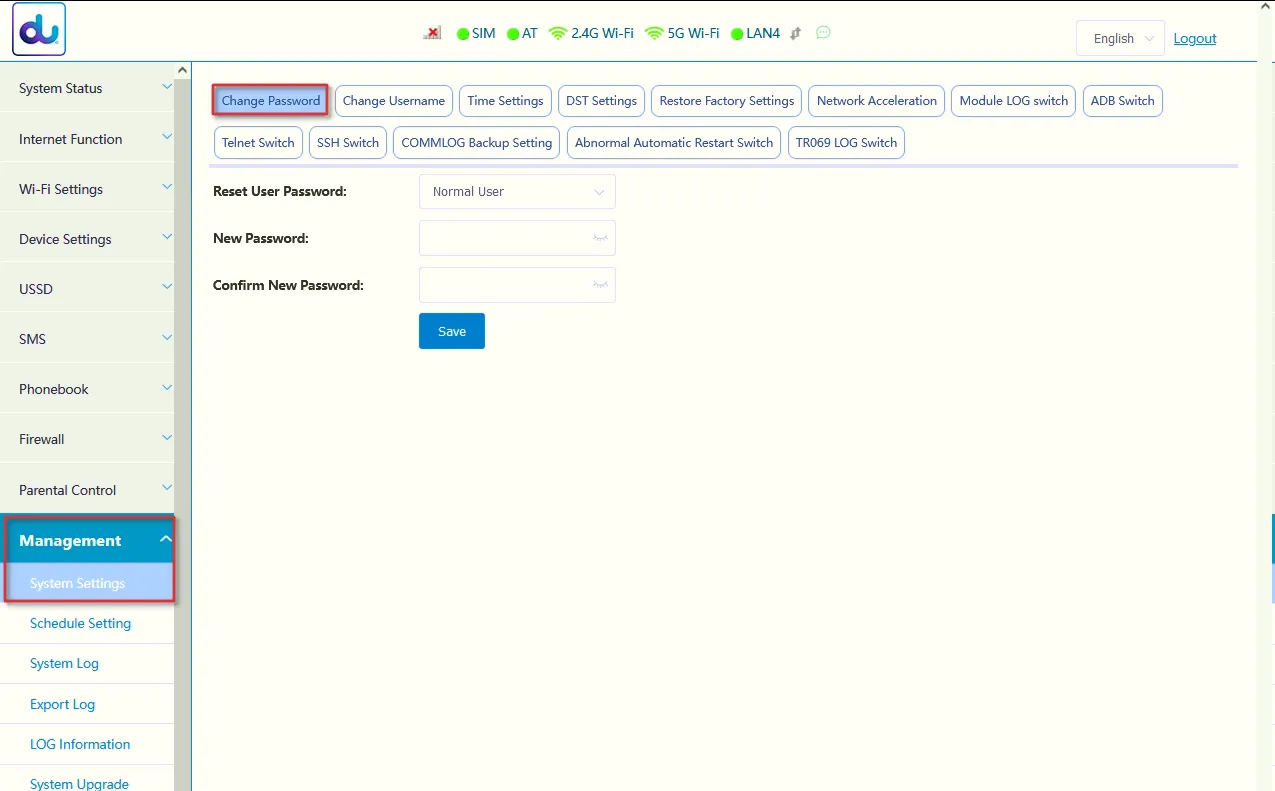 du
SIM AT 2.4G Wi-Fi 5G Wi-Fi LAN4
English Logout
System Status
Internet Function
Wi-Fi Settings
Device Settings
USSD
SMS
Phonebook
Firewall
Parental Control
Management
System Settings
Schedule Setting
System Log
Export Log
LOG Information
System Upgrade
Change Password Change Username Time Settings DST Settings Restore Factory Settings Network Acceleration Module LOG switch ADB Switch
Telnet Switch SSH Switch COMMLOG Backup Setting Abnormal Automatic Restart Switch TR069 LOG Switch
Reset User Password: Normal User
New Password:
Confirm New Password:
Save